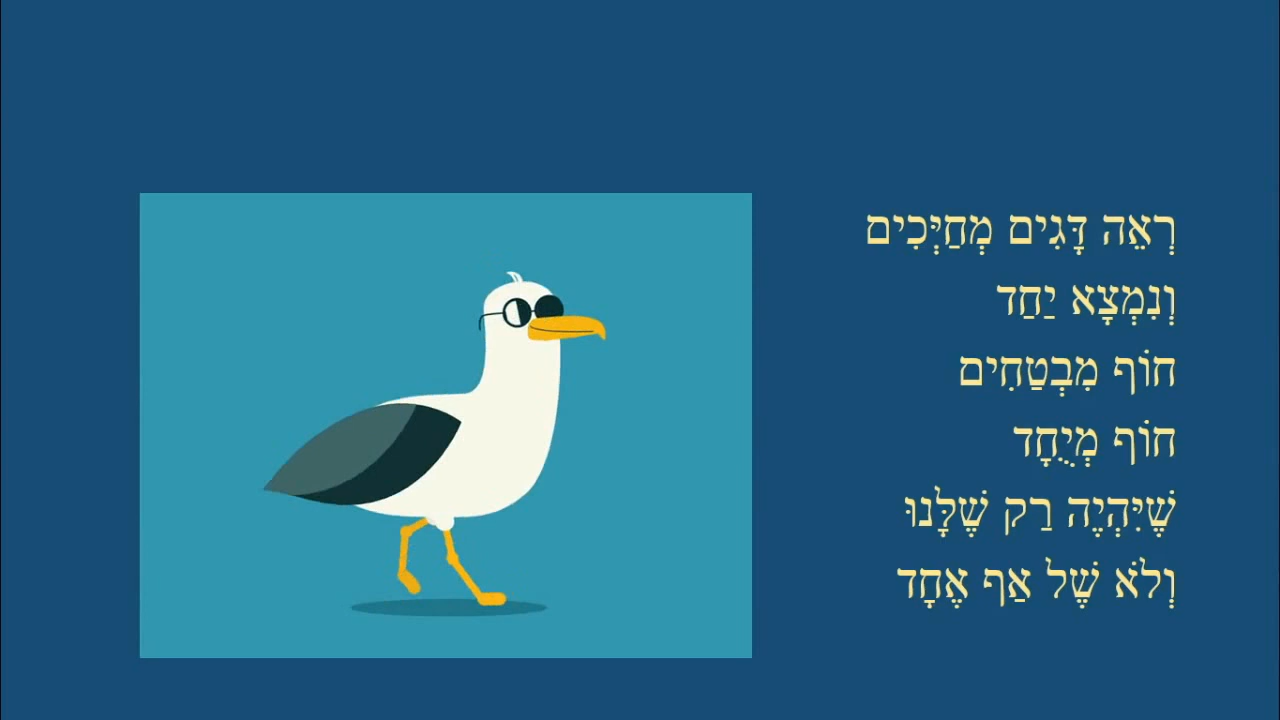 רְאֵה דָּגִים מְחַיְּכִים
וְנִמְצָא יַחַד
חוֹף מִבְטַחִים
חוֹף מְיֻחָד
שֶׁיִּהְיֶה רַק שֶׁלָּנוּ
וְלֹא שֶׁל אַף אֶחָד